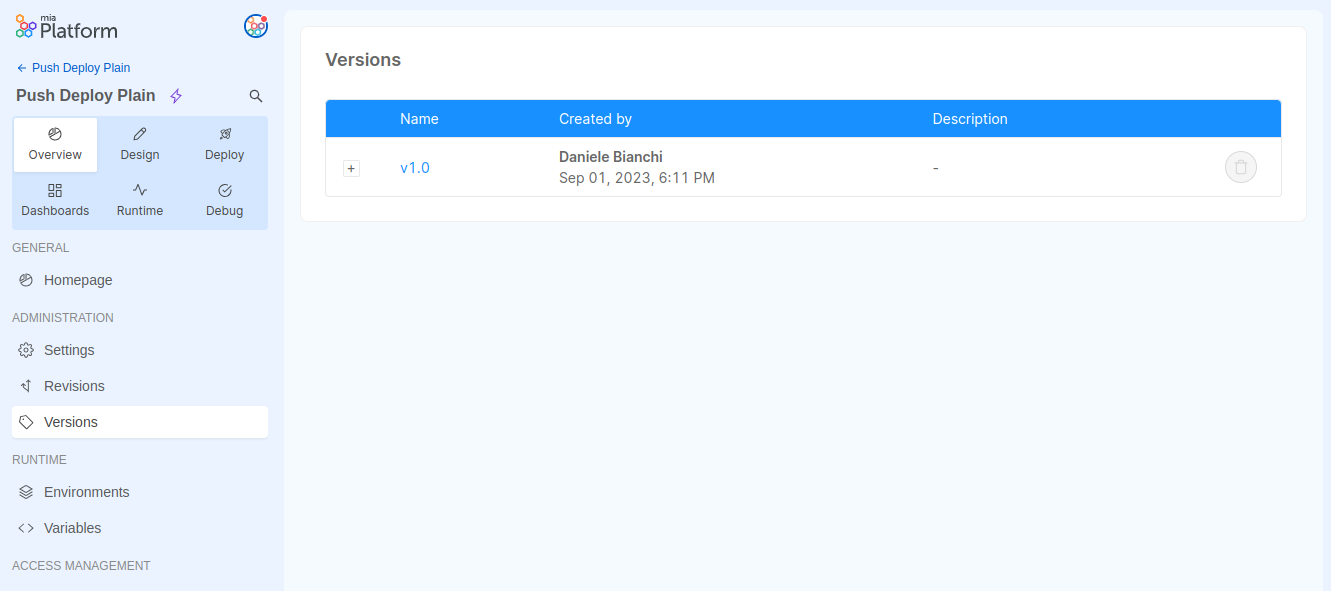 mia
Platform
Push Deploy Plain
Push Deploy Plain
Overview
Design
Deploy
Dashboards
Runtime
Debug
GENERAL
Homepage
ADMINISTRATION
Settings
Revisions
Versions
RUNTIME
Environments
Variables
ACCESS MANAGEMENT
Versions
Name
Created by
Description
v1.0
Daniele Bianchi
Sep 01, 2023, 6:11 PM
-